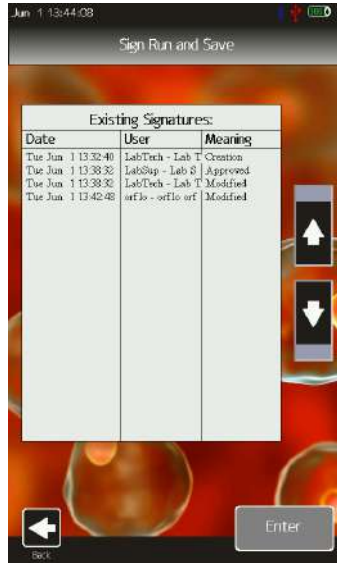 Jun 1 13:44:08
Sign Run and Save
Existing Signatures:
Date User Meaning
Tue Jun 1 13:32:40 LabTech - Lab T Creation
Tue Jun 1 13:38:32 LabSup - Lab S Approved
Tue Jun 1 13:38:32 LabTech - Lab T Modified
Tue Jun 1 13:42:48 orflo - orflo orf Modified
Enter
Back